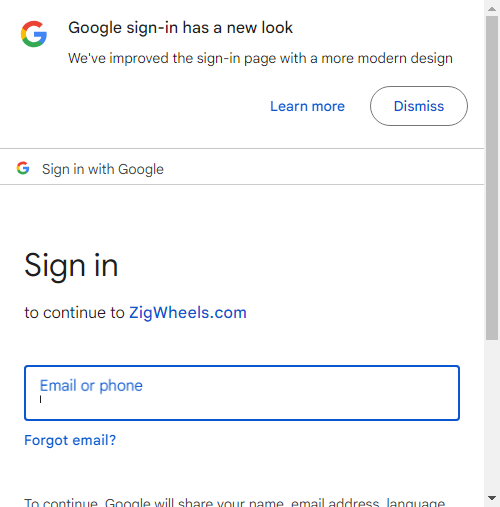 Google sign-in has a new look
We've improved the sign-in page with a more modern design
Learn more
Dismiss
Sign in with Google
Sign in
to continue to ZigWheels.com
Email or phone
Forgot email?
To continue, Google will share your name, email address, language